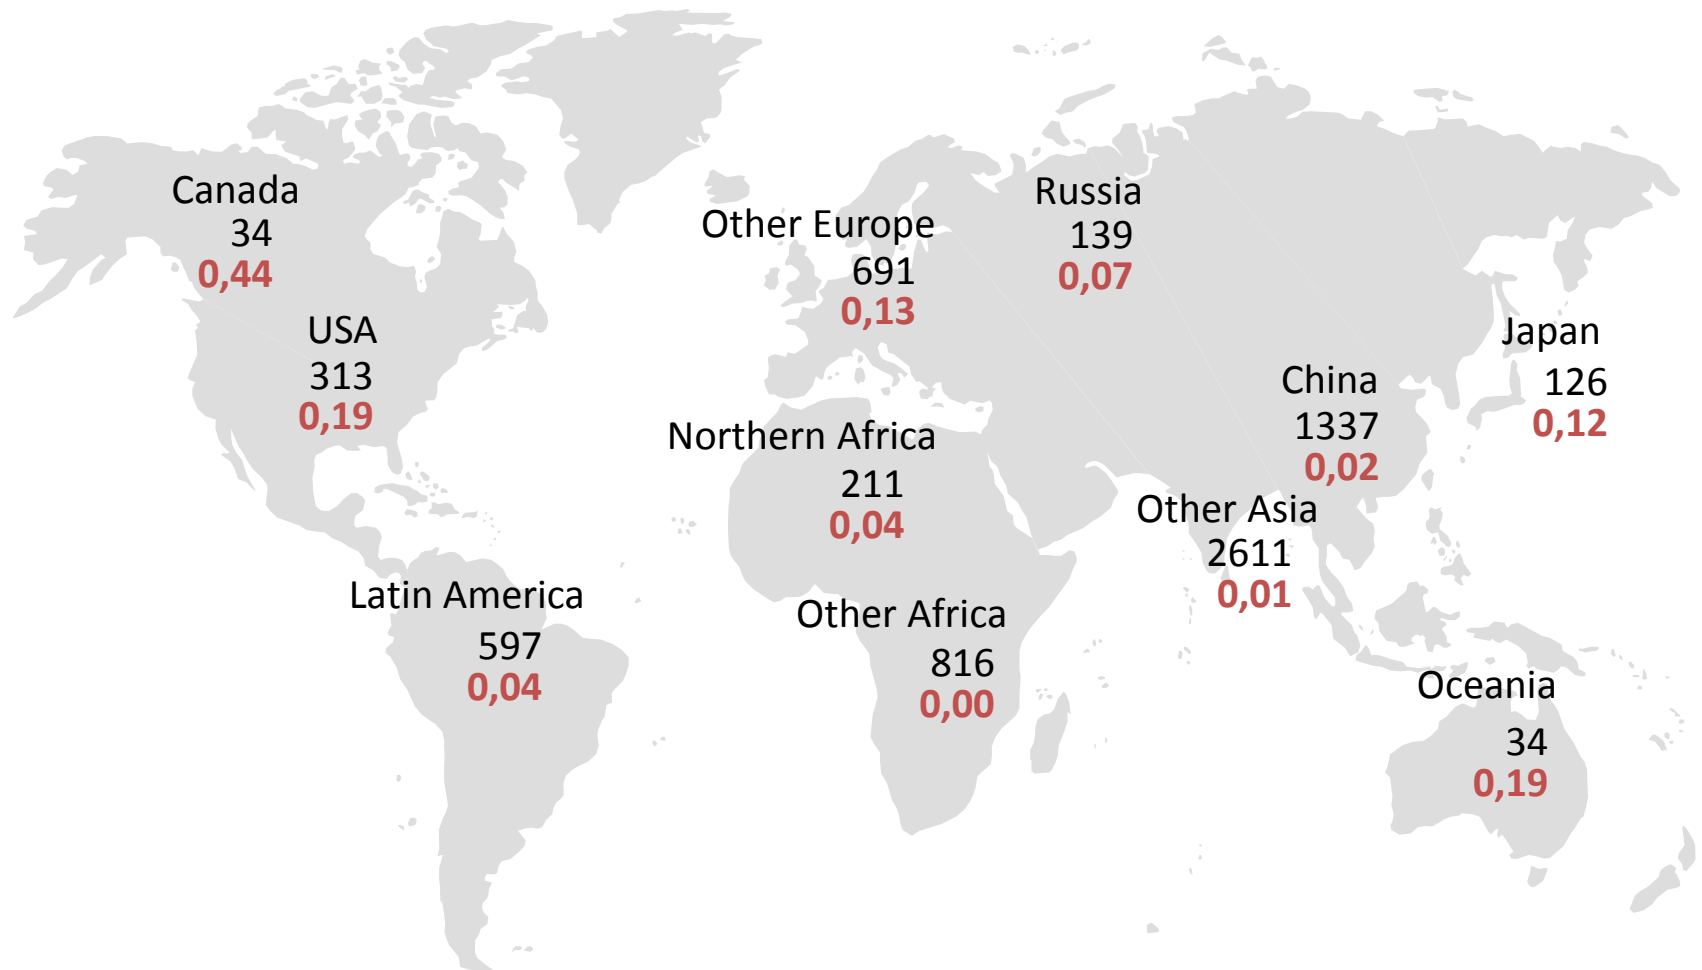 Canada
34
0,44
USA
313
0,19
Latin America
597
0,04
Other Europe
691
0,13
Northern Africa
211
0,04
Other Africa
816
0,00
Russia
139
0,07
China
1337
0,02
Japan
126
0,12
Other Asia
2611
0,01
Oceania
34
0,19